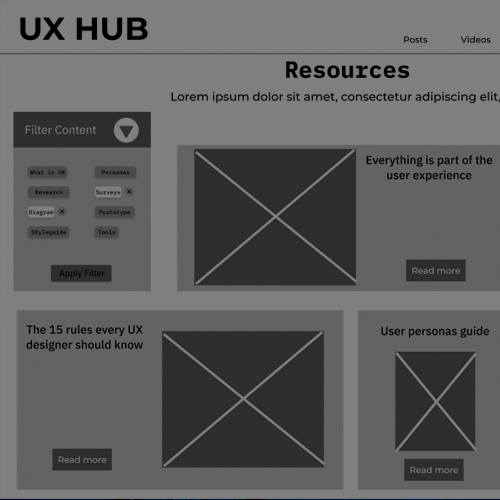 UX HUB
Posts
Videos
Resources
Lorem ipsum dolor sit amet, consectetur adipiscing elit,
Filter Content
What is UX
Personas
Research
Surveys ×
Diagram ×
Prototype
Styleguide
Tools
Apply Filter
Everything is part of the
user experience
Read more
The 15 rules every UX
designer should know
Read more
User personas guide
Read more